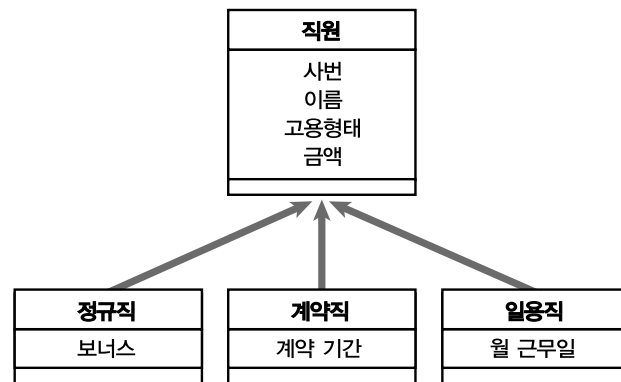 직원
사번
이름
고용형태
금액
정규직
보너스
계약직
계약 기간
일용직
월 근무일